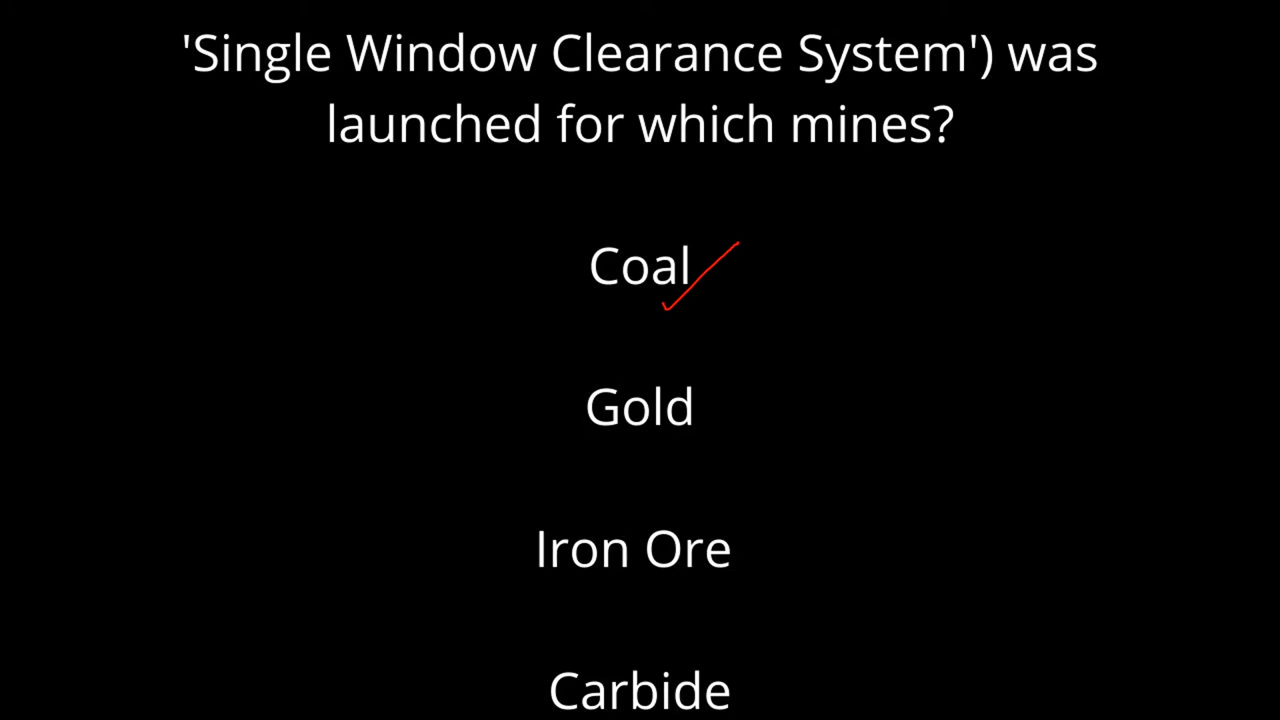 'Single Window Clearance System') was
launched for which mines?
Coal
Gold
Iron Ore
Carbide